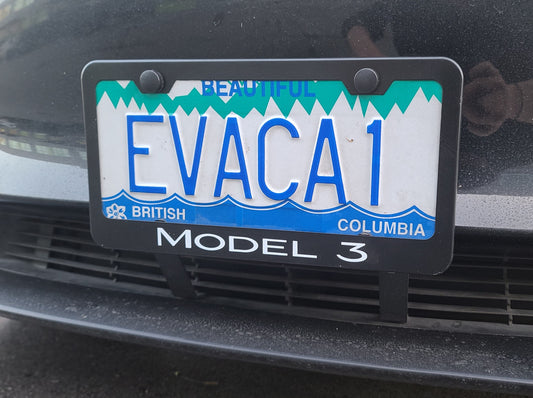 BEAUTIFUL
EVACA1
BRITISH COLUMBIA
MODEL 3